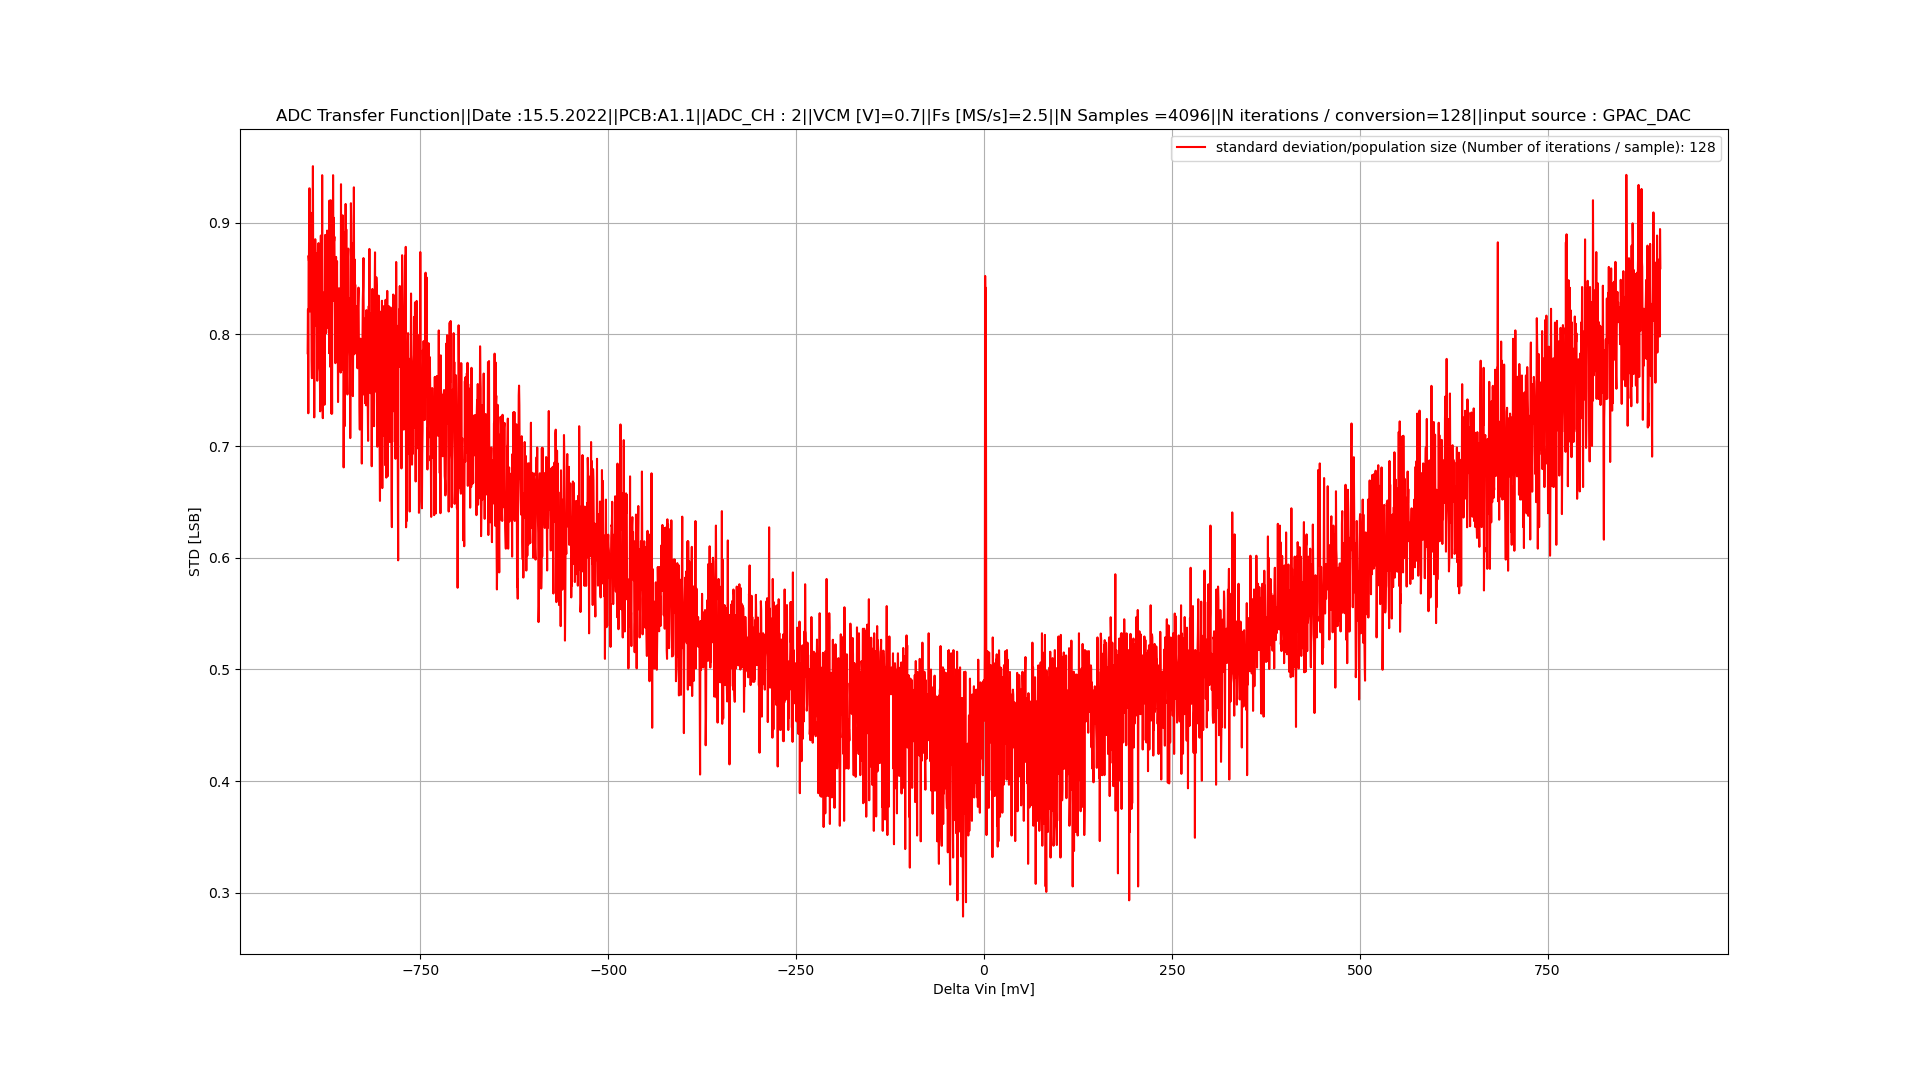 ADC Transfer Function||Date :15.5.2022||PCB:A1.1||ADC_CH : 2||VCM [V]=0.7||Fs [MS/s]=2.5||N Samples =4096||N iterations / conversion=128||input source : GPAC_DAC
standard deviation/population size (Number of iterations / sample): 128
0.9
0.8
0.7
0.6
0.5
0.4
0.3
STD [LSB]
−750 −500 −250 0 250 500 750
Delta Vin [mV]